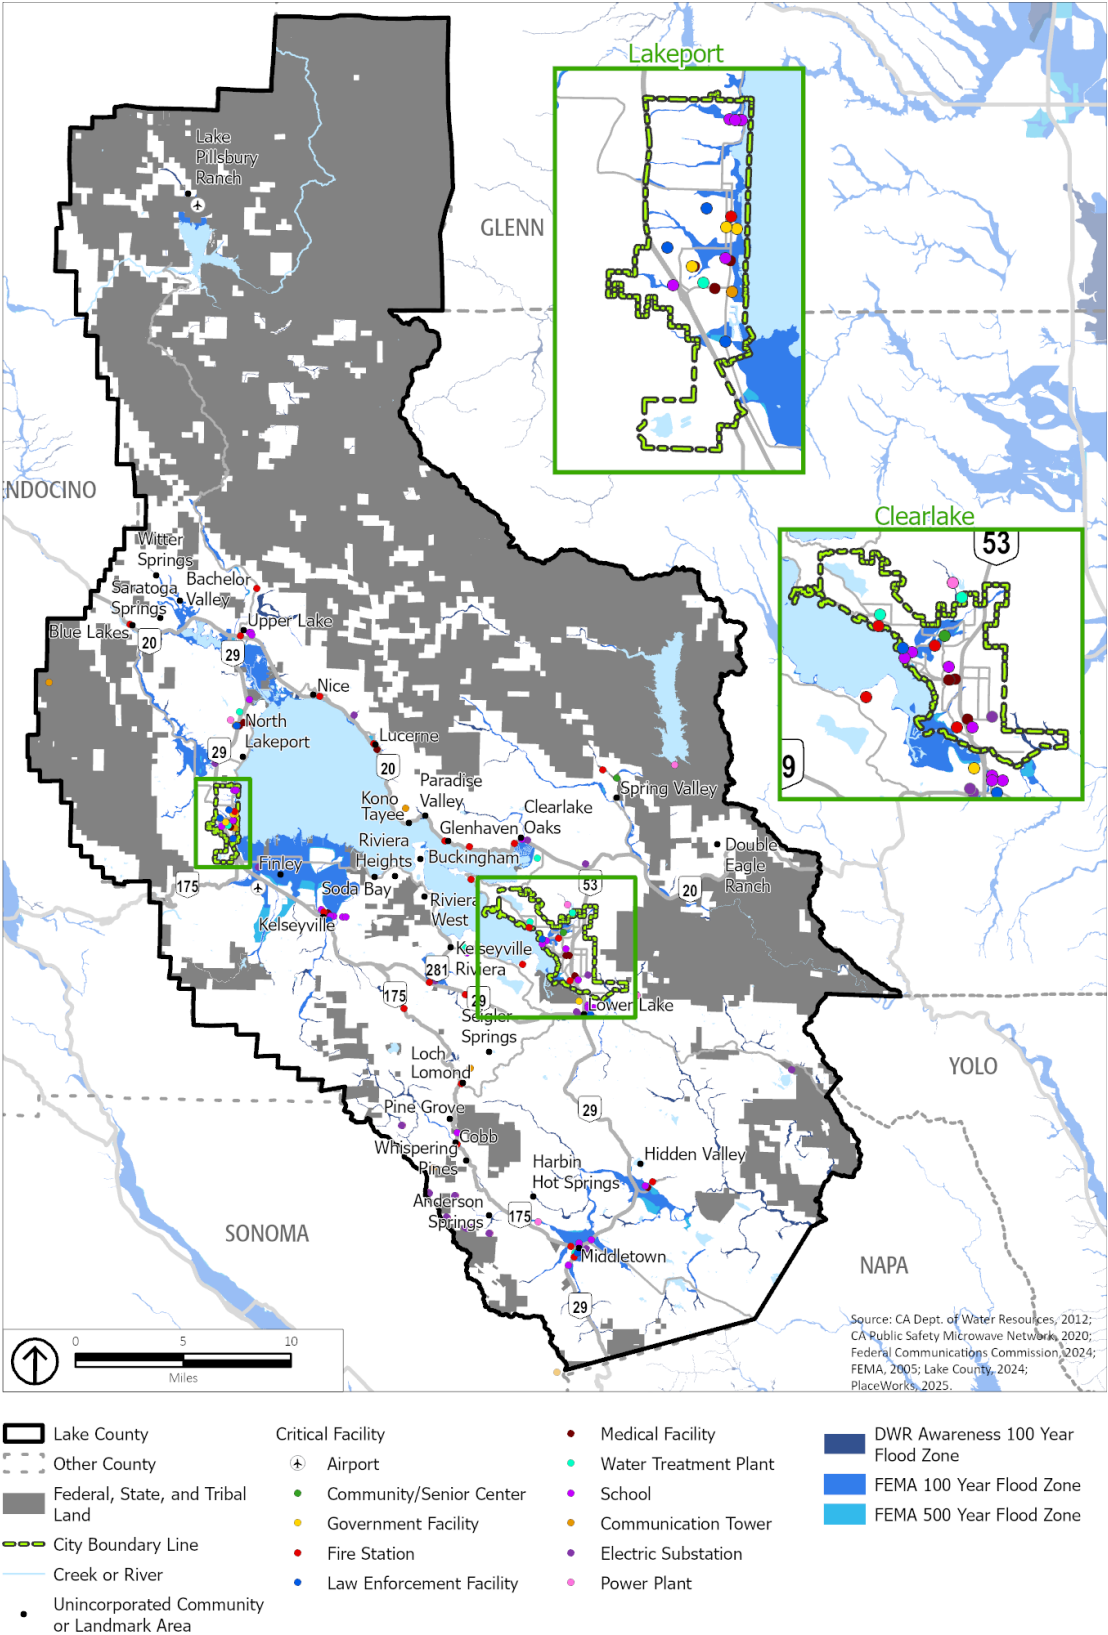 Lakeport
Lake
Pillsbury
Ranch
GLENN
NDOCINO
Clearlake
53
9
Witter
Springs
Bachelor
Valley
Saratoga
Springs
Blue Lakes
20
Upper Lake
29
Nice
North
Lakeport
29
Lucerne
20
Paradise
Valley
Kono
Tayee
Spring Valley
Clearlake
Oaks
Glenhaven
Riviera
Heights
Buckingham
Double
Eagle
Ranch
Finley
175
Soda Bay
53
20
Riviera
West
Kelseyville
Kelseyville
Riviera
281
175
29
Lower Lake
Seigler
Springs
Loch
Lomond
YOLO
Pine Grove
29
Cobb
Whispering
Pines
Hidden Valley
Harbin
Hot Springs
Anderson
Springs
175
SONOMA
Middletown
NAPA
29
Source: CA Dept. of Water Resources, 2012;
CA Public Safety Microwave Network, 2020;
Federal Communications Commission, 2024;
FEMA, 2005; Lake County, 2024;
PlaceWorks, 2025.
0 5 10
Miles
Lake County
Other County
Federal, State, and Tribal
Land
City Boundary Line
Creek or River
Unincorporated Community
or Landmark Area
Critical Facility
Airport
Community/Senior Center
Government Facility
Fire Station
Law Enforcement Facility
Medical Facility
Water Treatment Plant
School
Communication Tower
Electric Substation
Power Plant
DWR Awareness 100 Year
Flood Zone
FEMA 100 Year Flood Zone
FEMA 500 Year Flood Zone